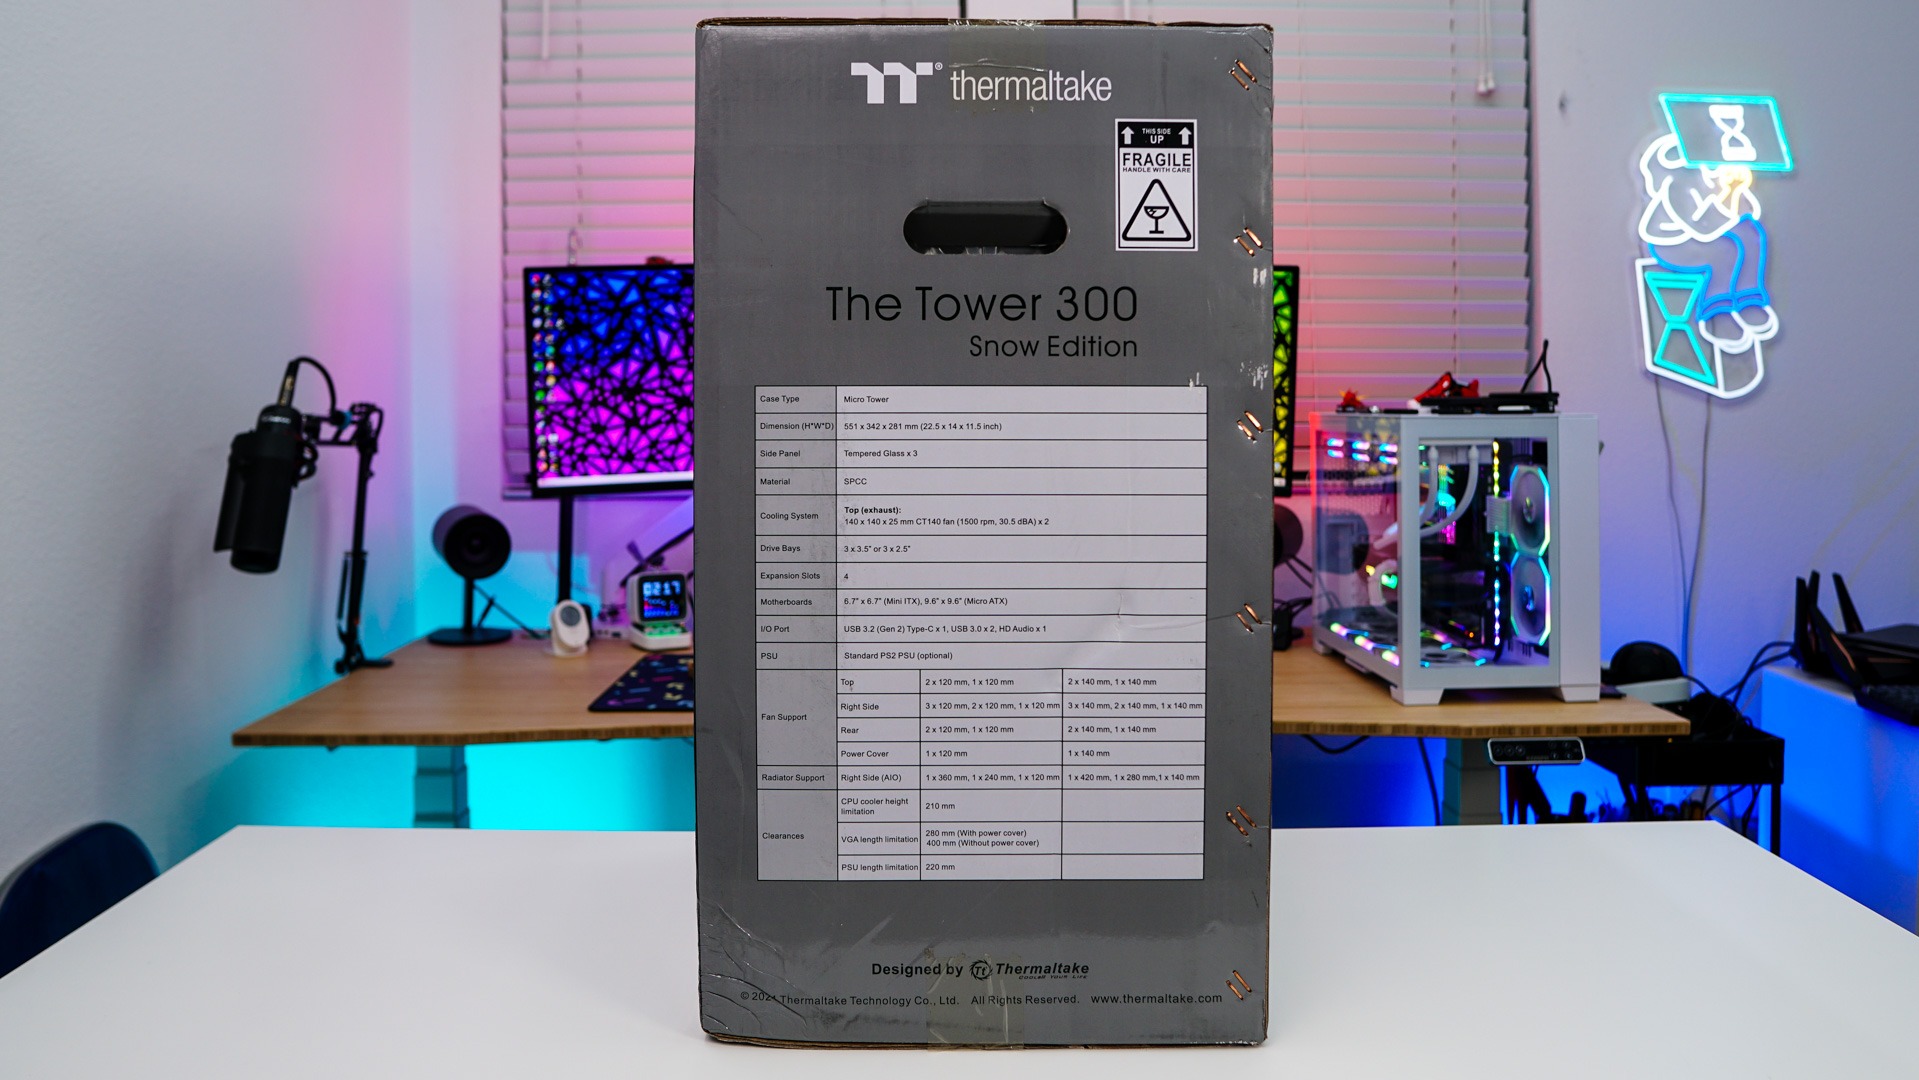 thermaltake
THIS SIDE
UP
FRAGILE
HANDLE WITH CARE
The Tower 300
Snow Edition
Case Type Micro Tower
Dimension (H*W*D) 551 x 342 x 281 mm (22.5 x 14 x 11.5 inch)
Side Panel Tempered Glass x 3
Material SPCC
Cooling System Top (exhaust):
140 x 140 x 25 mm CT140 fan (1500 rpm, 30.5 dBA) x 2
Drive Bays 3 x 3.5" or 3 x 2.5"
Expansion Slots 4
Motherboards 6.7" x 6.7" (Mini ITX), 9.6" x 9.6" (Micro ATX)
I/O Port USB 3.2 (Gen 2) Type-C x 1, USB 3.0 x 2, HD Audio x 1
PSU Standard PS2 PSU (optional)
Fan Support
Top 2 x 120 mm, 1 x 120 mm 2 x 140 mm, 1 x 140 mm
Right Side 3 x 120 mm, 2 x 120 mm, 1 x 120 mm 3 x 140 mm, 2 x 140 mm, 1 x 140 mm
Rear 2 x 120 mm, 1 x 120 mm 2 x 140 mm, 1 x 140 mm
Power Cover 1 x 120 mm 1 x 140 mm
Radiator Support Right Side (AIO) 1 x 360 mm, 1 x 240 mm, 1 x 120 mm 1 x 420 mm, 1 x 280 mm,1 x 140 mm
Clearances
CPU cooler height
limitation 210 mm
VGA length limitation 280 mm (With power cover)
400 mm (Without power cover)
PSU length limitation 220 mm
Designed by Tt Thermaltake
COOLER YOUR LIFE
© Thermaltake Technology Co., Ltd. All Rights Reserved. www.thermaltake.com